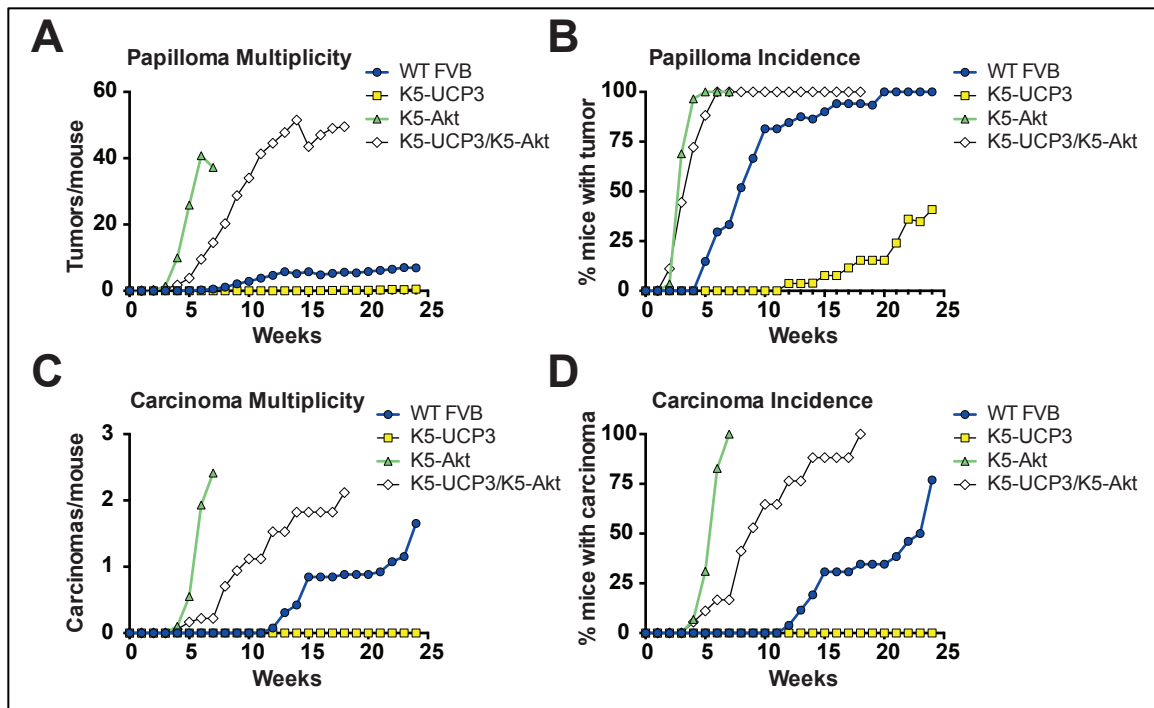 A
Papilloma Multiplicity
WT FVB
K5-UCP3
K5-Akt
K5-UCP3/K5-Akt
Tumors/mouse
60
40
20
0
0 5 10 15 20 25
Weeks
B
Papilloma Incidence
WT FVB
K5-UCP3
K5-Akt
K5-UCP3/K5-Akt
% mice with tumor
100
75
50
25
0
0 5 10 15 20 25
Weeks
C
Carcinoma Multiplicity
WT FVB
K5-UCP3
K5-Akt
K5-UCP3/K5-Akt
Carcinomas/mouse
3
2
1
0
0 5 10 15 20 25
Weeks
D
Carcinoma Incidence
WT FVB
K5-UCP3
K5-Akt
K5-UCP3/K5-Akt
% mice with carcinoma
100
75
50
25
0
0 5 10 15 20 25
Weeks